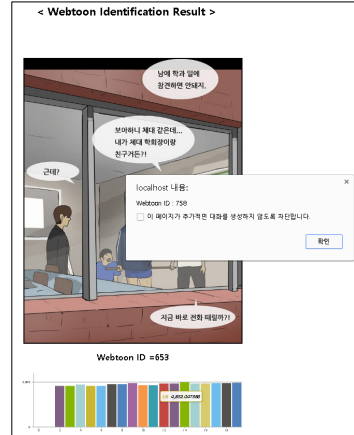 < Webtoon Identification Result >
남에 학과 일에
참견하면 안돼지.
보아하니 체대 같은데...
내가 체대 학회장이랑
친구거든?!
근데?
localhost 내용:
Webtoon ID : 758
이 페이지가 추가적인 대화를 생성하지 않도록 차단합니다.
확인
지금 바로 전화 때릴까?!
Webtoon ID =653